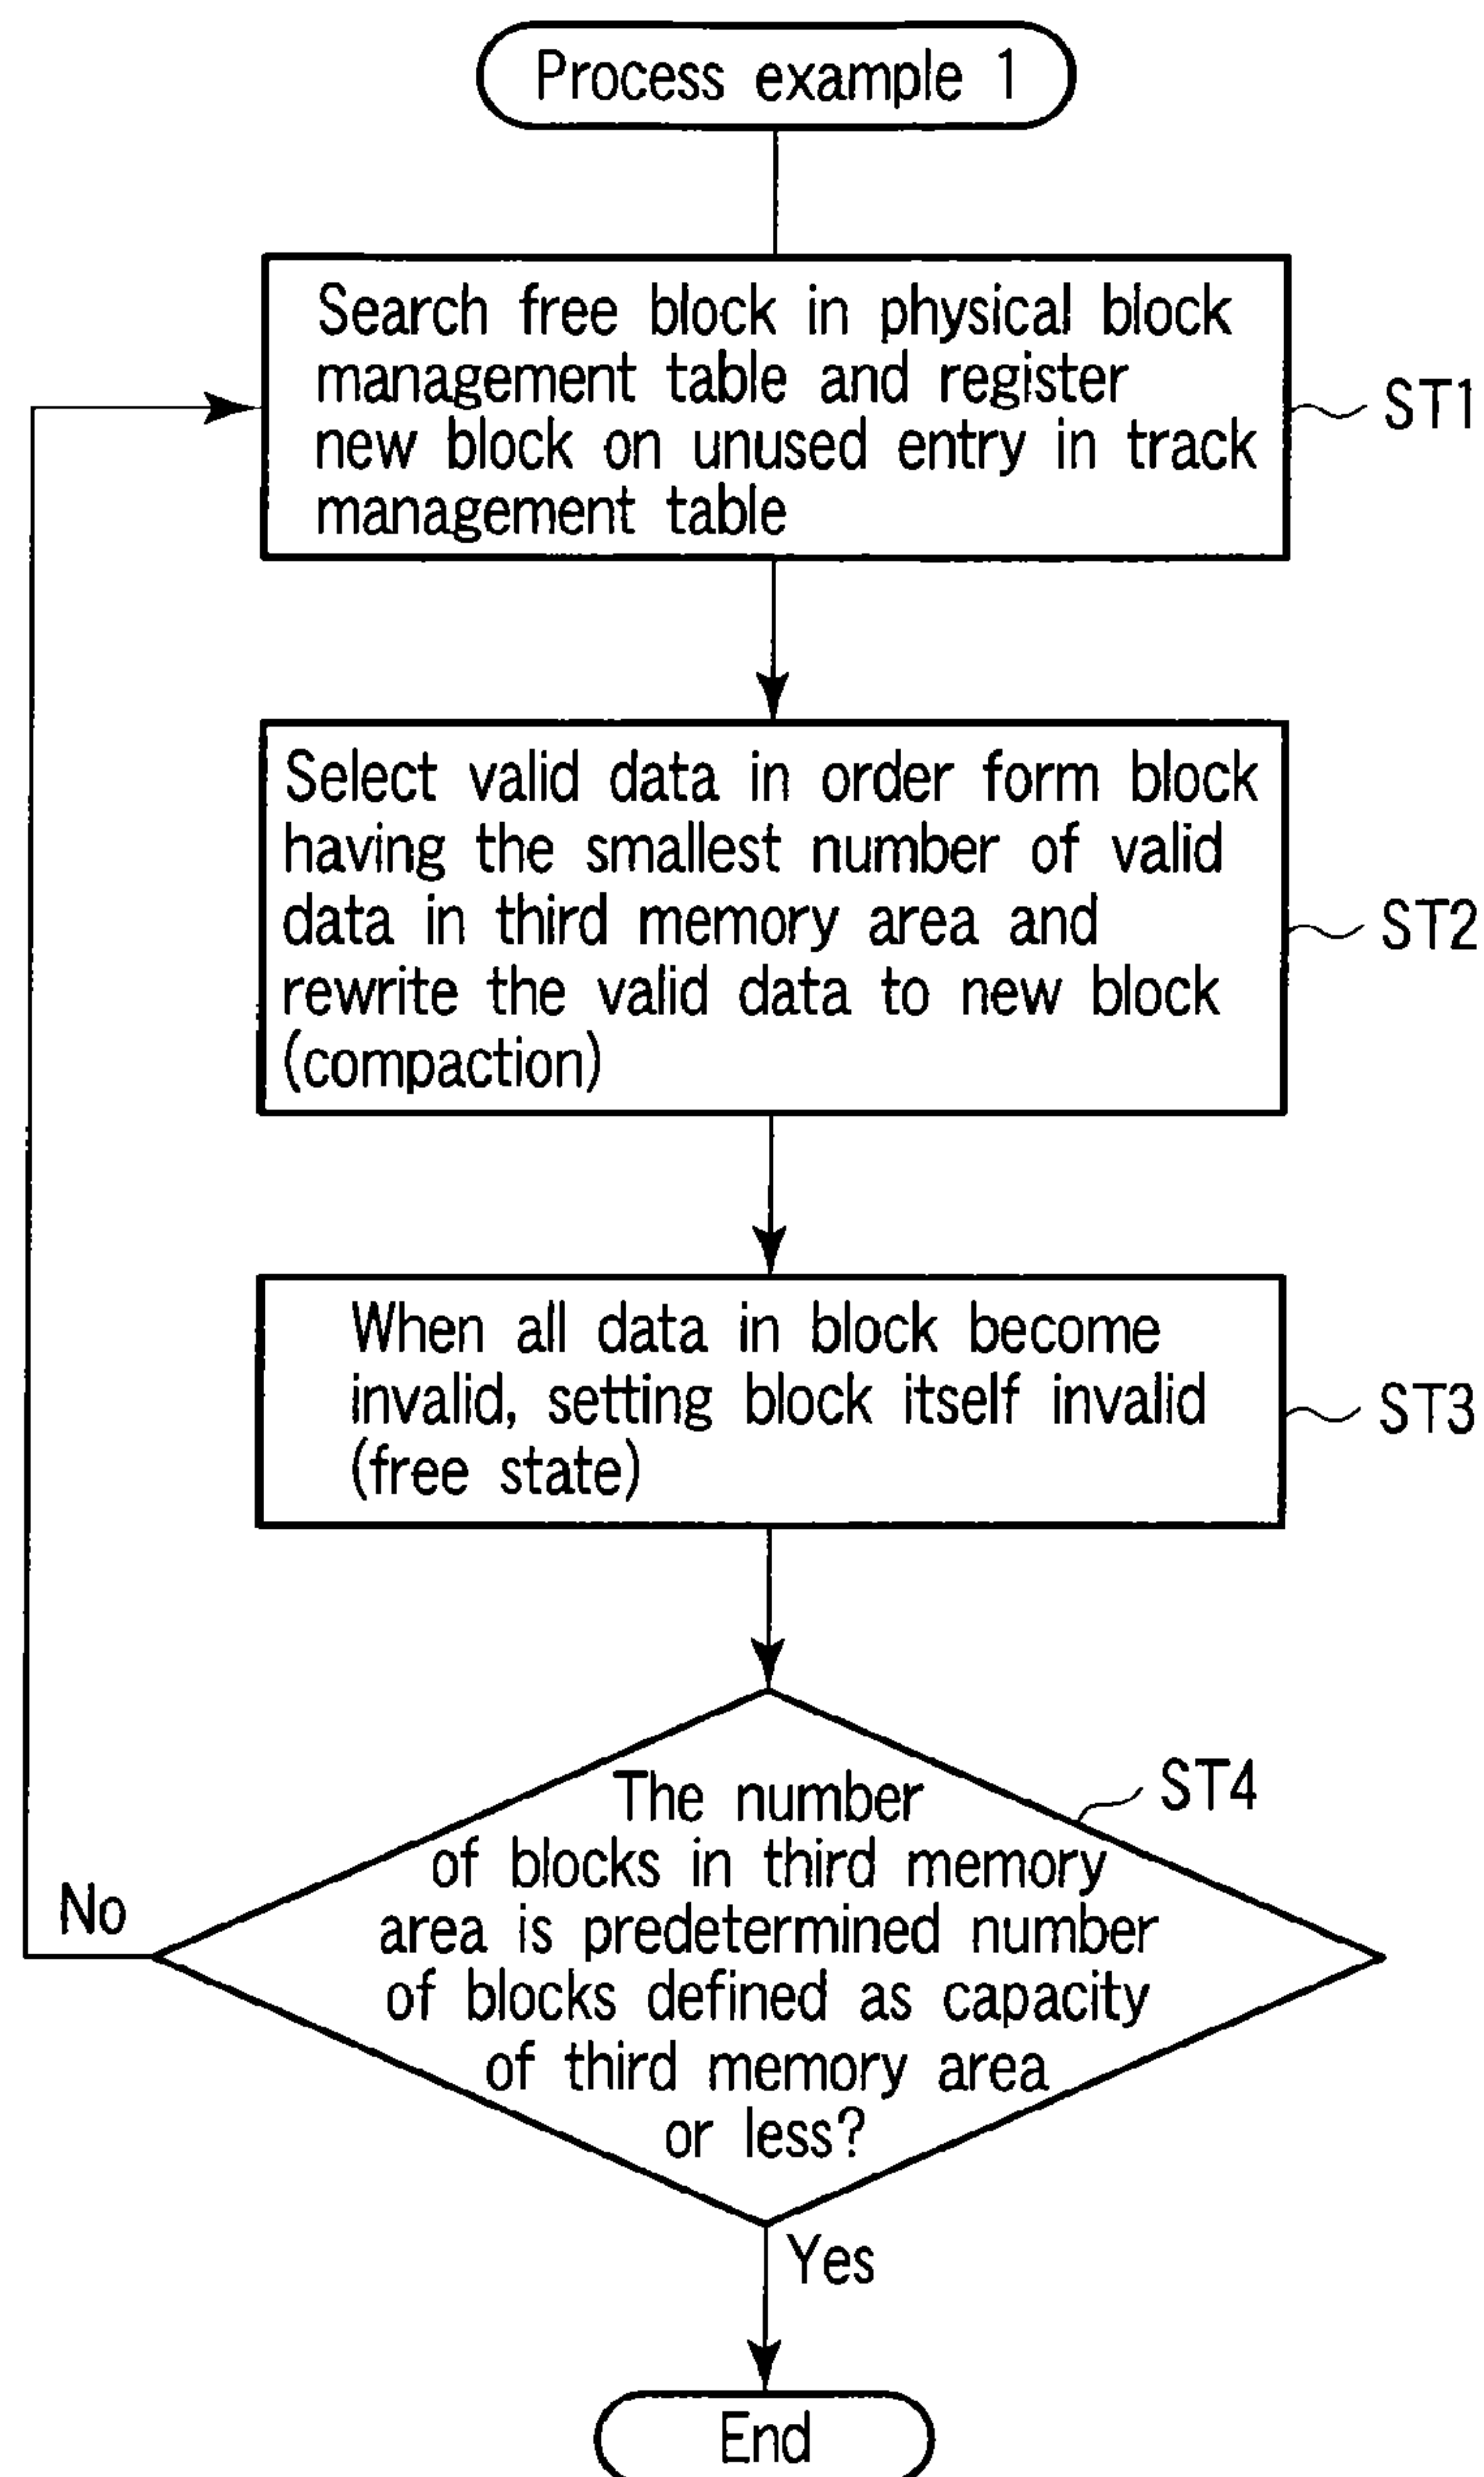 Process example 1
Search free block in physical block
management table and register
new block on unused entry in track
management table
ST1
Select valid data in order form block
having the smallest number of valid
data in third memory area and
rewrite the valid data to new block
(compaction)
ST2
When all data in block become
invalid, setting block itself invalid
(free state)
ST3
The number
of blocks in third memory
area is predetermined number
of blocks defined as capacity
of third memory area
or less?
ST4
No
Yes
End